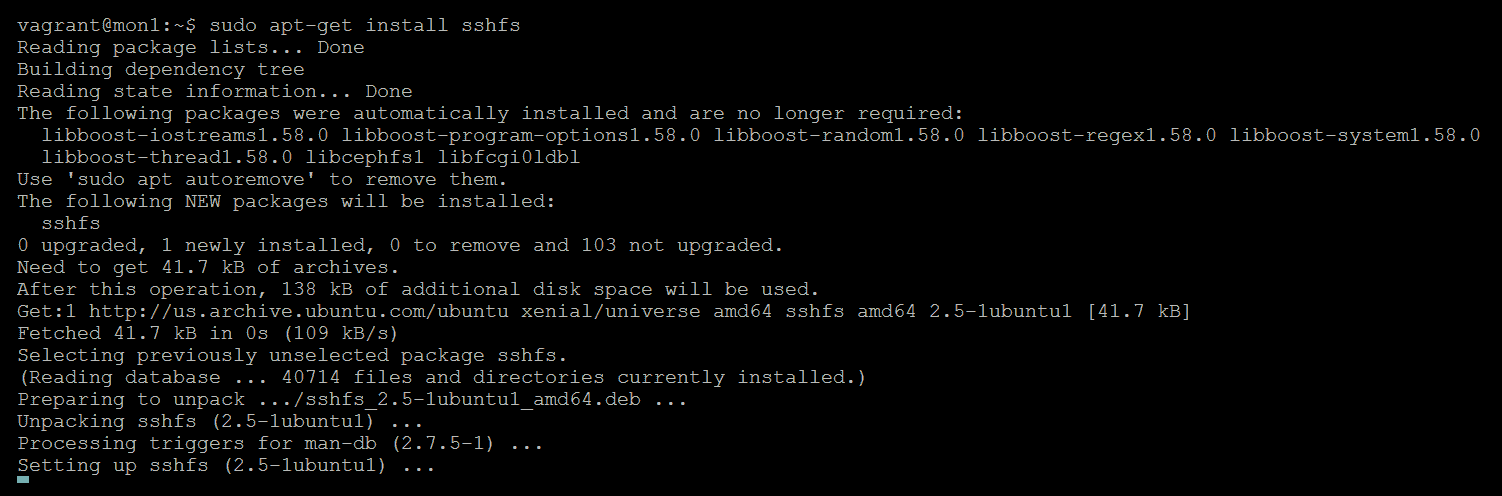 vagrant@mon1:~$ sudo apt-get install sshfs
Reading package lists... Done
Building dependency tree
Reading state information... Done
The following packages were automatically installed and are no longer required:
  libboost-iostreams1.58.0 libboost-program-options1.58.0 libboost-random1.58.0 libboost-regex1.58.0 libboost-system1.58.0
  libboost-thread1.58.0 libcephfs1 libfcgi0ldbl
Use 'sudo apt autoremove' to remove them.
The following NEW packages will be installed:
  sshfs
0 upgraded, 1 newly installed, 0 to remove and 103 not upgraded.
Need to get 41.7 kB of archives.
After this operation, 138 kB of additional disk space will be used.
Get:1 http://us.archive.ubuntu.com/ubuntu xenial/universe amd64 sshfs amd64 2.5-1ubuntu1 [41.7 kB]
Fetched 41.7 kB in 0s (109 kB/s)
Selecting previously unselected package sshfs.
(Reading database ... 40714 files and directories currently installed.)
Preparing to unpack .../sshfs_2.5-1ubuntu1_amd64.deb ...
Unpacking sshfs (2.5-1ubuntu1) ...
Processing triggers for man-db (2.7.5-1) ...
Setting up sshfs (2.5-1ubuntu1) ...